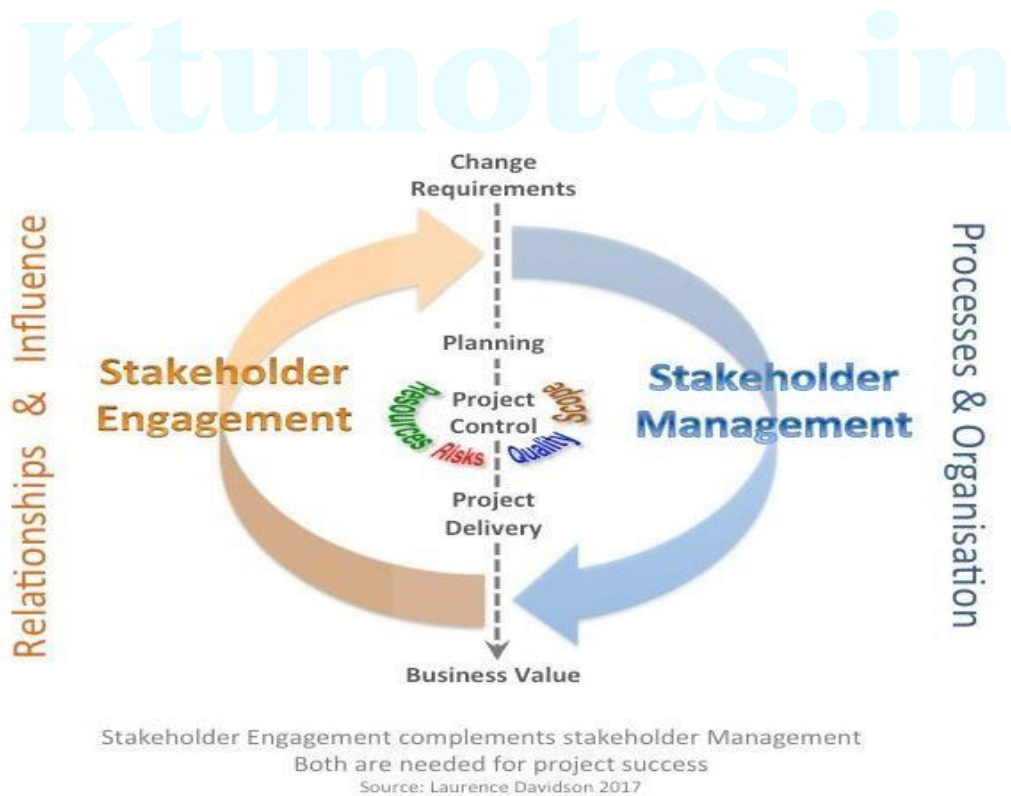 Ktunotes.in
Change
Requirements
Relationships & Influence
Processes & Organisation
Planning
Stakeholder
Engagement
Stakeholder
Management
Project
Control
Resources
Risks
Quality
Scope
Project
Delivery
Business Value
Stakeholder Engagement complements stakeholder Management
Both are needed for project success
Source: Laurence Davidson 2017